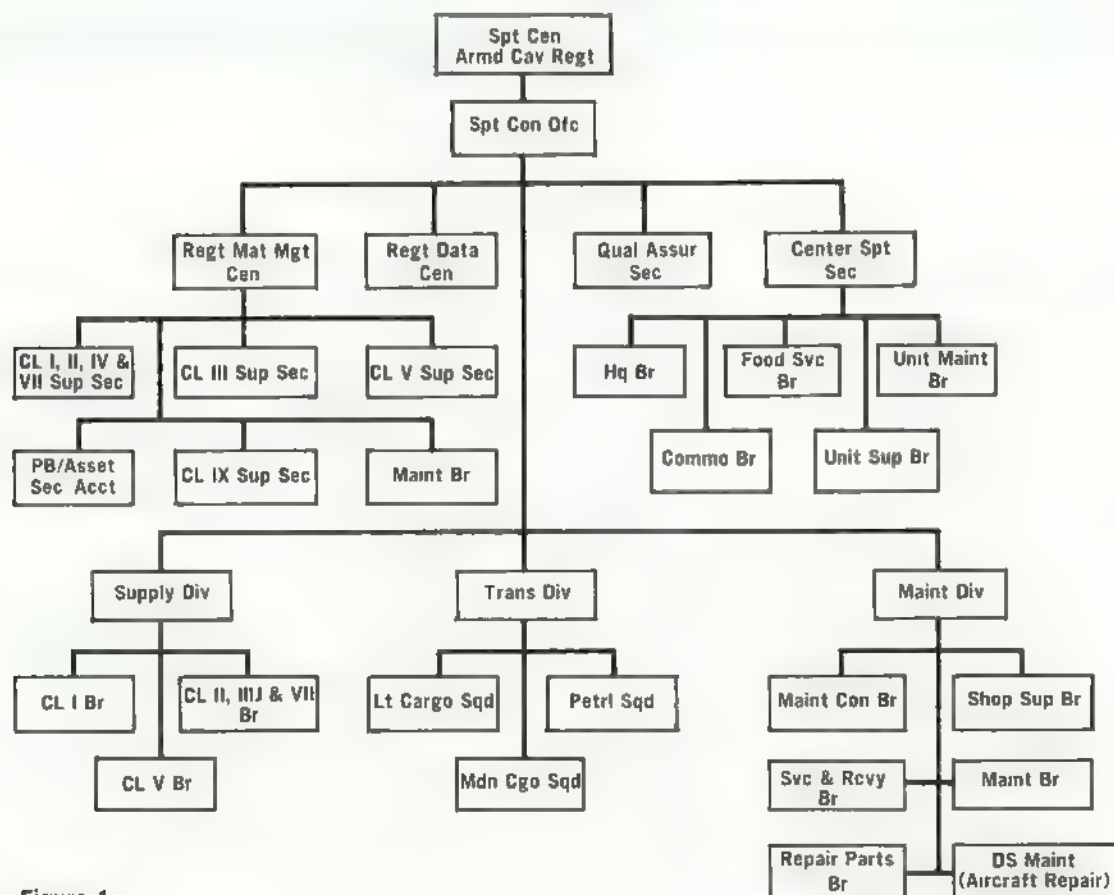 Spt Cen
Armd Cav Regt
Spt Con Ofc
Regt Mat Mgt
Cen
Regt Data
Cen
Qual Assur
Sec
Center Spt
Sec
CL I, II, IV &
VII Sup Sec
CL III Sup Sec
CL V Sup Sec
Hq Br
Food Svc
Br
Unit Maint
Br
PB/Asset
Sec Acct
CL IX Sup Sec
Maint Br
Commo Br
Unit Sup Br
Supply Div
Trans Div
Maint Div
CL I Br
CL II, & VII
Br
Lt Cargo Sqd
Petrl Sqd
Maint Con Br
Shop Sup Br
CL V Br
Mdn Cgo Sqd
Svc & Rcvy
Br
Maint Br
Repair Parts
Br
DS Maint
(Aircraft Repair)
Figure 1